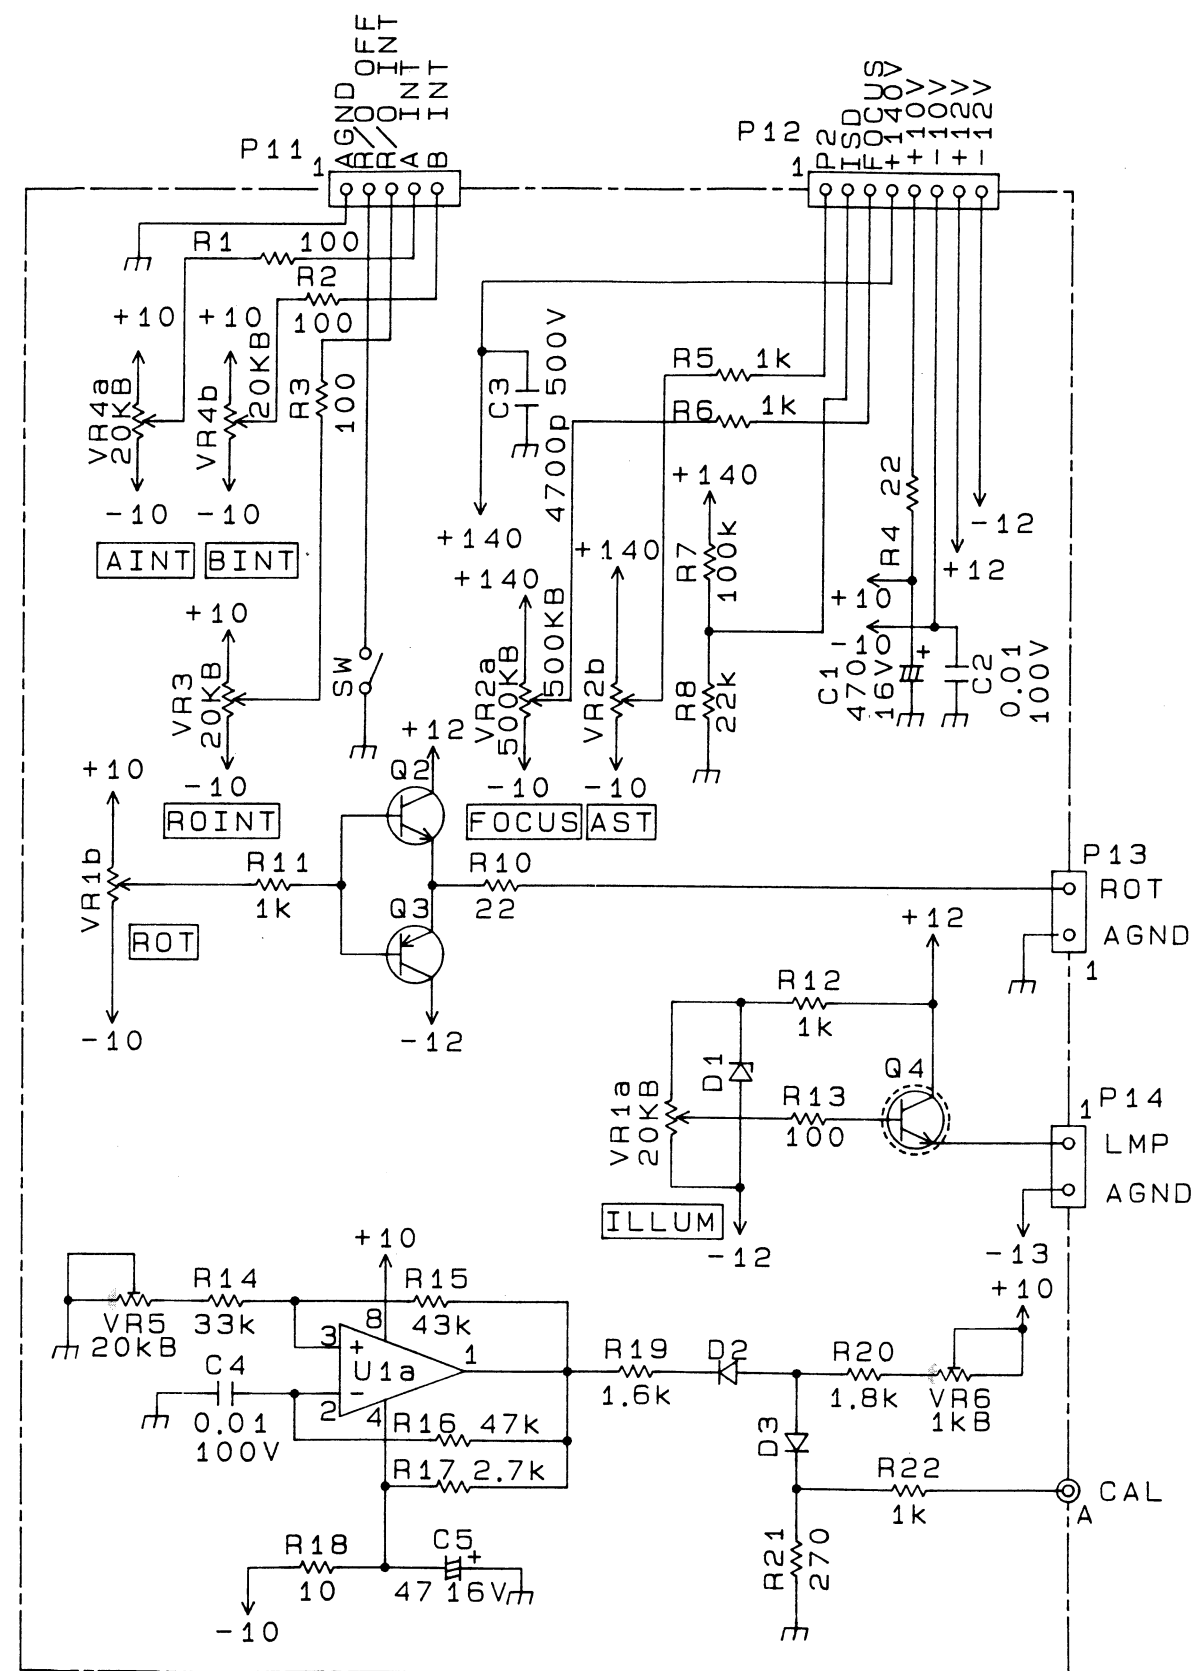 P11
1
AGND
R/O OFF
R/O INT
A INT
B INT
P12
1
P2
ISD
FOCUS
+140V
+10V
-10V
+12V
-12V
R1
100
R2
100
R3
100
+10
+10
VR4a
20KB
VR4b
20KB
-10
-10
AINT
BINT
C3
4700p 500V
R5
1k
R6
1k
+140
+140
+140
+140
R7
100k
R8
22k
R4
22
-12
+12
+10
-10
C1
470
16V
+
C2
0.01
100V
+10
VR3
20KB
-10
ROINT
SW
VR2a
500KB
500KB
VR2b
-10
-10
FOCUS
AST
+10
VR1b
ROT
-10
R11
1k
+12
Q2
Q3
-12
R10
22
P13
ROT
AGND
1
+12
R12
1k
D1
VR1a
20KB
R13
100
Q4
1
P14
LMP
AGND
ILLUM
-12
-13
+10
+10
R14
33k
R15
43k
VR5
20kB
C4
0.01
100V
3
+
8
U1a
1
-
2
4
R16
47k
R17
2.7k
R18
10
-10
C5
+
47
16V
R19
1.6k
D2
R20
1.8k
VR6
1kB
D3
R21
270
R22
1k
CAL
A